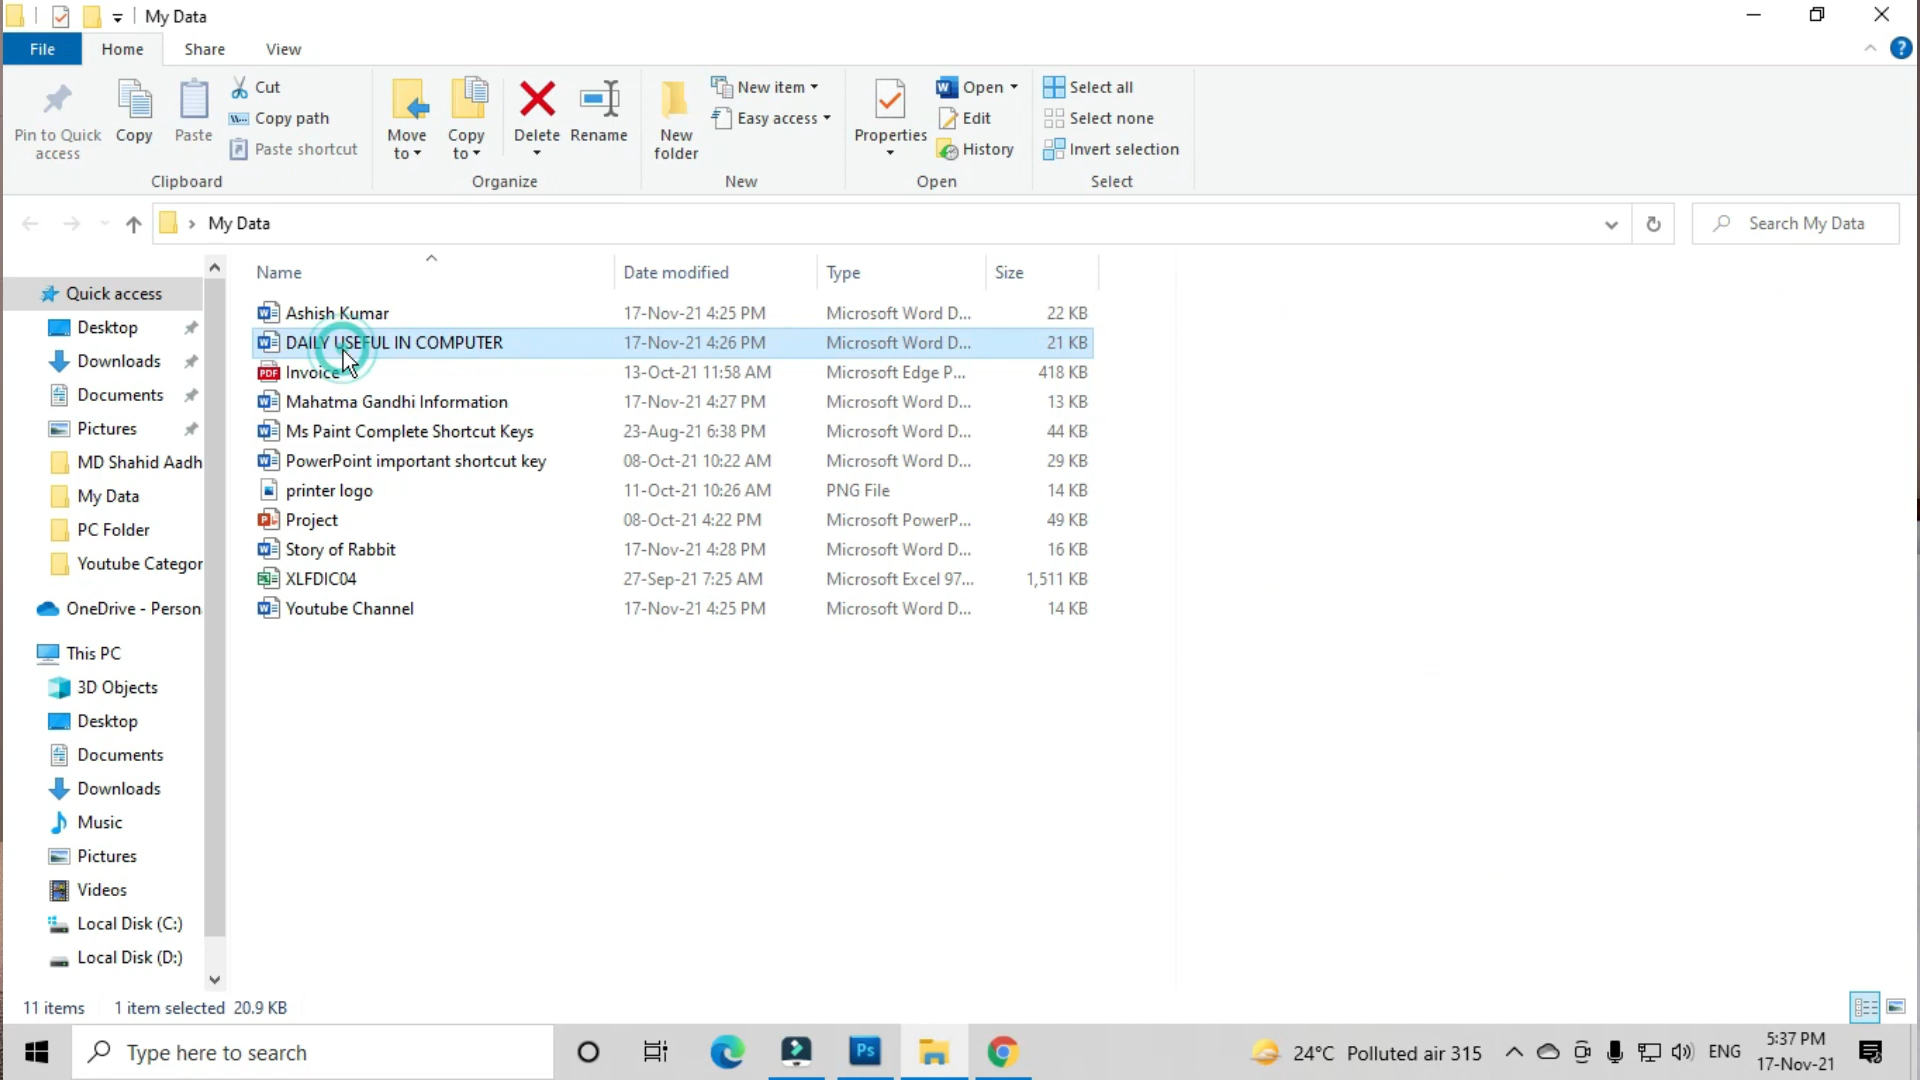 My Data
File Home Share View
Pin to Quick access
Copy
Paste
Cut
Copy path
Paste shortcut
Clipboard
Move to
Copy to
Delete
Rename
Organize
New folder
New item
Easy access
New
Properties
Open
Edit
History
Open
Select all
Select none
Invert selection
Select
My Data
Search My Data
Quick access
Desktop
Downloads
Documents
Pictures
MD Shahid Aadh
My Data
PC Folder
Youtube Categor
OneDrive - Person
This PC
3D Objects
Desktop
Documents
Downloads
Music
Pictures
Videos
Local Disk (C:)
Local Disk (D:)
Name Date modified Type Size
Ashish Kumar 17-Nov-21 4:25 PM Microsoft Word D... 22 KB
DAILY USEFUL IN COMPUTER 17-Nov-21 4:26 PM Microsoft Word D... 21 KB
PDF Invoice 13-Oct-21 11:58 AM Microsoft Edge P... 418 KB
Mahatma Gandhi Information 17-Nov-21 4:27 PM Microsoft Word D... 13 KB
Ms Paint Complete Shortcut Keys 23-Aug-21 6:38 PM Microsoft Word D... 44 KB
PowerPoint important shortcut key 08-Oct-21 10:22 AM Microsoft Word D... 29 KB
printer logo 11-Oct-21 10:26 AM PNG File 14 KB
Project 08-Oct-21 4:22 PM Microsoft PowerP... 49 KB
Story of Rabbit 17-Nov-21 4:28 PM Microsoft Word D... 16 KB
XLFDIC04 27-Sep-21 7:25 AM Microsoft Excel 97... 1,511 KB
Youtube Channel 17-Nov-21 4:25 PM Microsoft Word D... 14 KB
11 items 1 item selected 20.9 KB
Type here to search
Ps
24°C Polluted air 315
ENG
5:37 PM
17-Nov-21